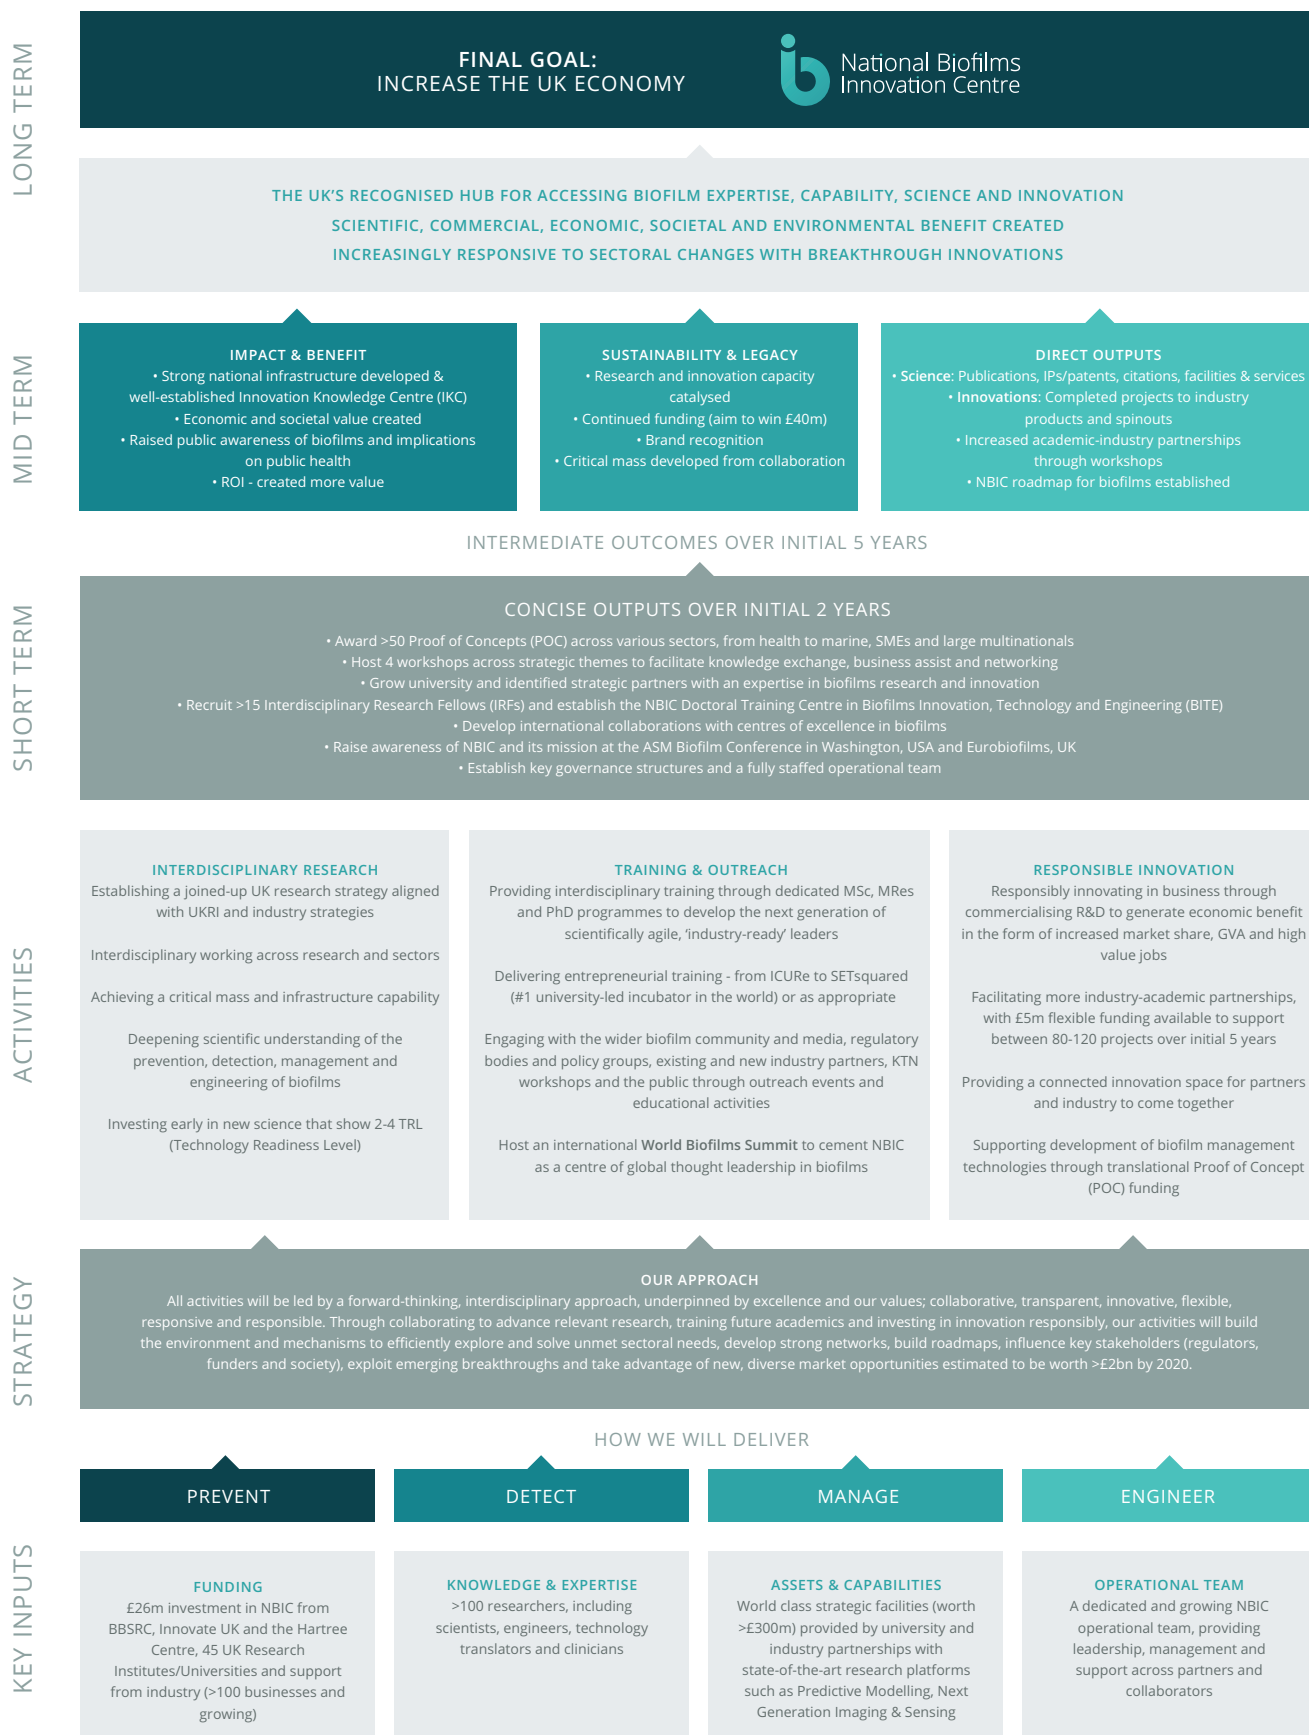 LONG TERM
FINAL GOAL:
INCREASE THE UK ECONOMY
National Biofilms
Innovation Centre
THE UK'S RECOGNISED HUB FOR ACCESSING BIOFILM EXPERTISE, CAPABILITY, SCIENCE AND INNOVATION
SCIENTIFIC, COMMERCIAL, ECONOMIC, SOCIETAL AND ENVIRONMENTAL BENEFIT CREATED
INCREASINGLY RESPONSIVE TO SECTORAL CHANGES WITH BREAKTHROUGH INNOVATIONS
MID TERM
IMPACT & BENEFIT
• Strong national infrastructure developed &
well-established Innovation Knowledge Centre (IKC)
• Economic and societal value created
• Raised public awareness of biofilms and implications
on public health
• ROI - created more value
SUSTAINABILITY & LEGACY
• Research and innovation capacity
catalysed
• Continued funding (aim to win £40m)
• Brand recognition
• Critical mass developed from collaboration
DIRECT OUTPUTS
• Science: Publications, IPs/patents, citations, facilities & services
• Innovations: Completed projects to industry
products and spinouts
• Increased academic-industry partnerships
through workshops
• NBIC roadmap for biofilms established
INTERMEDIATE OUTCOMES OVER INITIAL 5 YEARS
SHORT TERM
CONCISE OUTPUTS OVER INITIAL 2 YEARS
• Award >50 Proof of Concepts (POC) across various sectors, from health to marine, SMEs and large multinationals
• Host 4 workshops across strategic themes to facilitate knowledge exchange, business assist and networking
• Grow university and identified strategic partners with an expertise in biofilms research and innovation
• Recruit >15 Interdisciplinary Research Fellows (IRFs) and establish the NBIC Doctoral Training Centre in Biofilms Innovation, Technology and Engineering (BITE)
• Develop international collaborations with centres of excellence in biofilms
• Raise awareness of NBIC and its mission at the ASM Biofilm Conference in Washington, USA and Eurobiofilms, UK
• Establish key governance structures and a fully staffed operational team
ACTIVITIES
INTERDISCIPLINARY RESEARCH
Establishing a joined-up UK research strategy aligned
with UKRI and industry strategies
Interdisciplinary working across research and sectors
Achieving a critical mass and infrastructure capability
Deepening scientific understanding of the
prevention, detection, management and
engineering of biofilms
Investing early in new science that show 2-4 TRL
(Technology Readiness Level)
TRAINING & OUTREACH
Providing interdisciplinary training through dedicated MSc, MRes
and PhD programmes to develop the next generation of
scientifically agile, 'industry-ready' leaders
Delivering entrepreneurial training - from ICURe to SETsquared
(#1 university-led incubator in the world) or as appropriate
Engaging with the wider biofilm community and media, regulatory
bodies and policy groups, existing and new industry partners, KTN
workshops and the public through outreach events and
educational activities
Host an international World Biofilms Summit to cement NBIC
as a centre of global thought leadership in biofilms
RESPONSIBLE INNOVATION
Responsibly innovating in business through
commercialising R&D to generate economic benefit
in the form of increased market share, GVA and high
value jobs
Facilitating more industry-academic partnerships,
with £5m flexible funding available to support
between 80-120 projects over initial 5 years
Providing a connected innovation space for partners
and industry to come together
Supporting development of biofilm management
technologies through translational Proof of Concept
(POC) funding
STRATEGY
OUR APPROACH
All activities will be led by a forward-thinking, interdisciplinary approach, underpinned by excellence and our values; collaborative, transparent, innovative, flexible,
responsive and responsible. Through collaborating to advance relevant research, training future academics and investing in innovation responsibly, our activities will build
the environment and mechanisms to efficiently explore and solve unmet sectoral needs, develop strong networks, build roadmaps, influence key stakeholders (regulators,
funders and society), exploit emerging breakthroughs and take advantage of new, diverse market opportunities estimated to be worth >£2bn by 2020.
HOW WE WILL DELIVER
PREVENT
DETECT
MANAGE
ENGINEER
KEY INPUTS
FUNDING
£26m investment in NBIC from
BBSRC, Innovate UK and the Hartree
Centre, 45 UK Research
Institutes/Universities and support
from industry (>100 businesses and
growing)
KNOWLEDGE & EXPERTISE
>100 researchers, including
scientists, engineers, technology
translators and clinicians
ASSETS & CAPABILITIES
World class strategic facilities (worth
>£300m) provided by university and
industry partnerships with
state-of-the-art research platforms
such as Predictive Modelling, Next
Generation Imaging & Sensing
OPERATIONAL TEAM
A dedicated and growing NBIC
operational team, providing
leadership, management and
support across partners and
collaborators